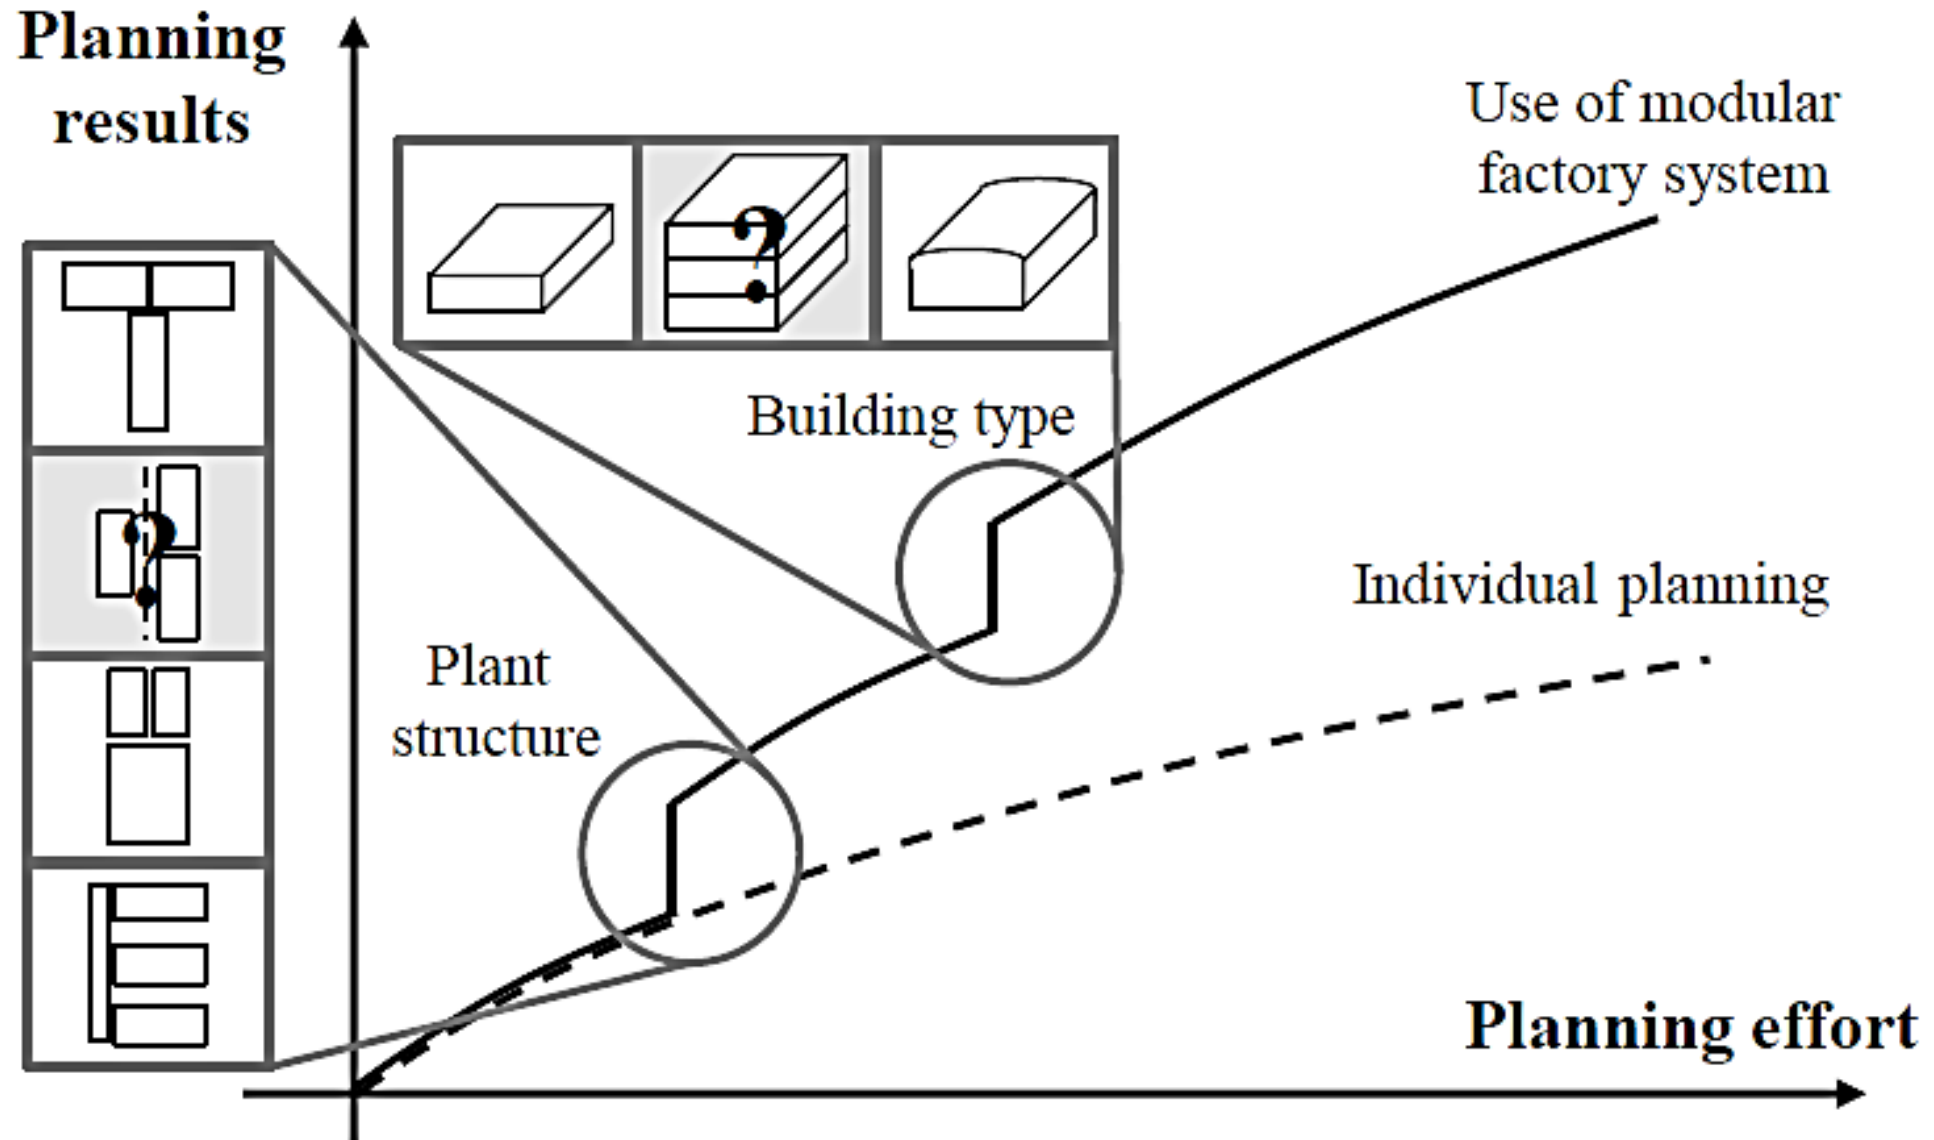 Planning
results
Use of modular
factory system
?
Building type
?
Individual planning
Plant
structure
Planning effort